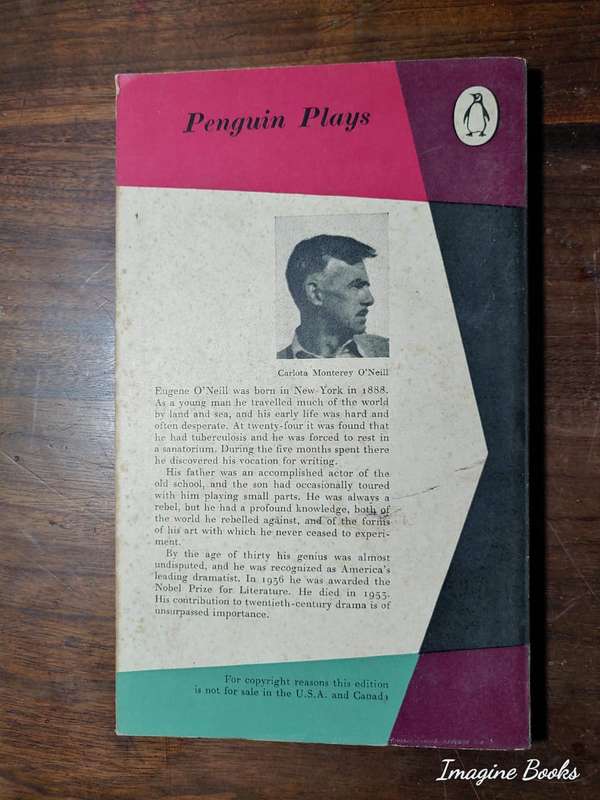 Penguin Plays
Carlota Monterey O'Neill
Eugene O'Neill was born in New York in 1888.
As a young man he travelled much of the world
by land and sea, and his early life was hard and
often desperate. At twenty-four it was found that
he had tuberculosis and he was forced to rest in
a sanatorium. During the five months spent there
he discovered his vocation for writing.
His father was an accomplished actor of the
old school, and the son had occasionally toured
with him playing small parts. He was always a
rebel, but he had a profound knowledge, both of
the world he rebelled against, and of the forms
of his art with which he never ceased to experi-
ment.
By the age of thirty his genius was almost
undisputed, and he was recognized as America's
leading dramatist. In 1936 he was awarded the
Nobel Prize for Literature. He died in 1953.
His contribution to twentieth-century drama is of
unsurpassed importance.
For copyright reasons this edition
is not for sale in the U.S.A. and Canada
Imagine Books